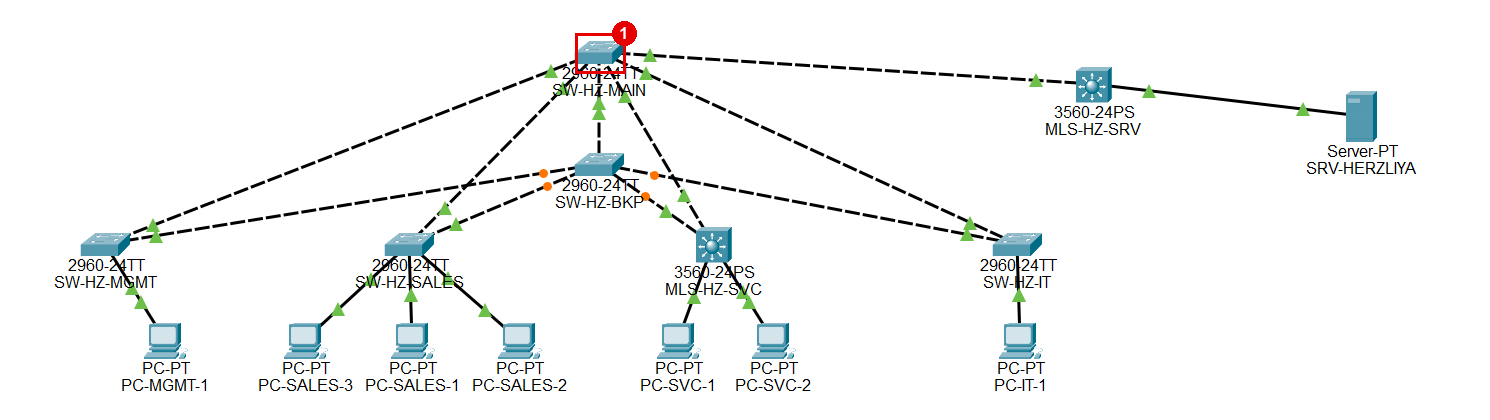 1
2960-24TT
SW-HZ-MAIN
3560-24PS
MLS-HZ-SRV
Server-PT
SRV-HERZLIYA
2960-24TT
SW-HZ-BKP
2960-24TT
SW-HZ-MGMT
2960-24TT
SW-HZ-SALES
3560-24PS
MLS-HZ-SVC
2960-24TT
SW-HZ-IT
PC-PT
PC-MGMT-1
PC-PT
PC-SALES-3
PC-PT
PC-SALES-1
PC-PT
PC-SALES-2
PC-PT
PC-SVC-1
PC-PT
PC-SVC-2
PC-PT
PC-IT-1